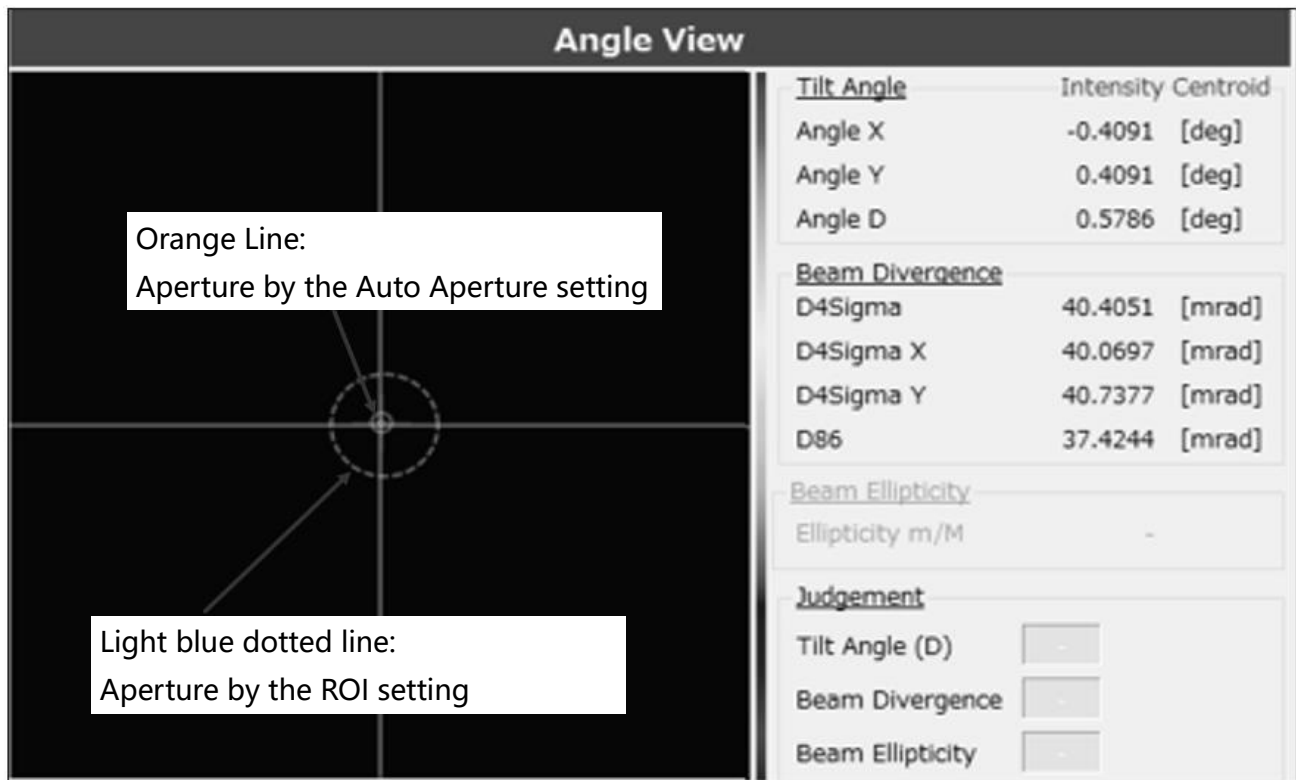 Angle View
Orange Line:
Aperture by the Auto Aperture setting
Light blue dotted line:
Aperture by the ROI setting
Tilt Angle Intensity Centroid
Angle X -0.4091 [deg]
Angle Y 0.4091 [deg]
Angle D 0.5786 [deg]
Beam Divergence
D4Sigma 40.4051 [mrad]
D4Sigma X 40.0697 [mrad]
D4Sigma Y 40.7377 [mrad]
D86 37.4244 [mrad]
Beam Ellipticity
Ellipticity m/M -
Judgement
Tilt Angle (D) -
Beam Divergence -
Beam Ellipticity -